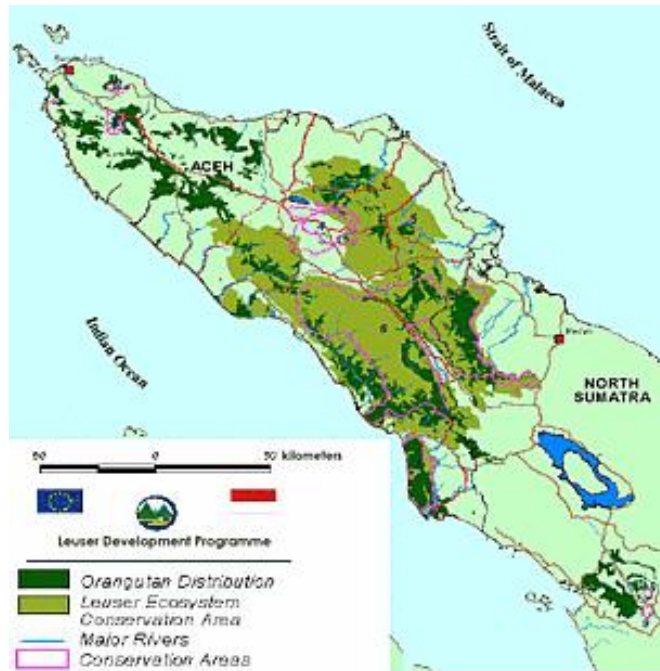 Strait of Malacca
ACEH
Indian Ocean
NORTH
SUMATRA
0
50 kilometers
Leuser Development Programme
Orangutan Distribution
Leuser Ecosystem
Conservation Area
Major Rivers
Conservation Areas